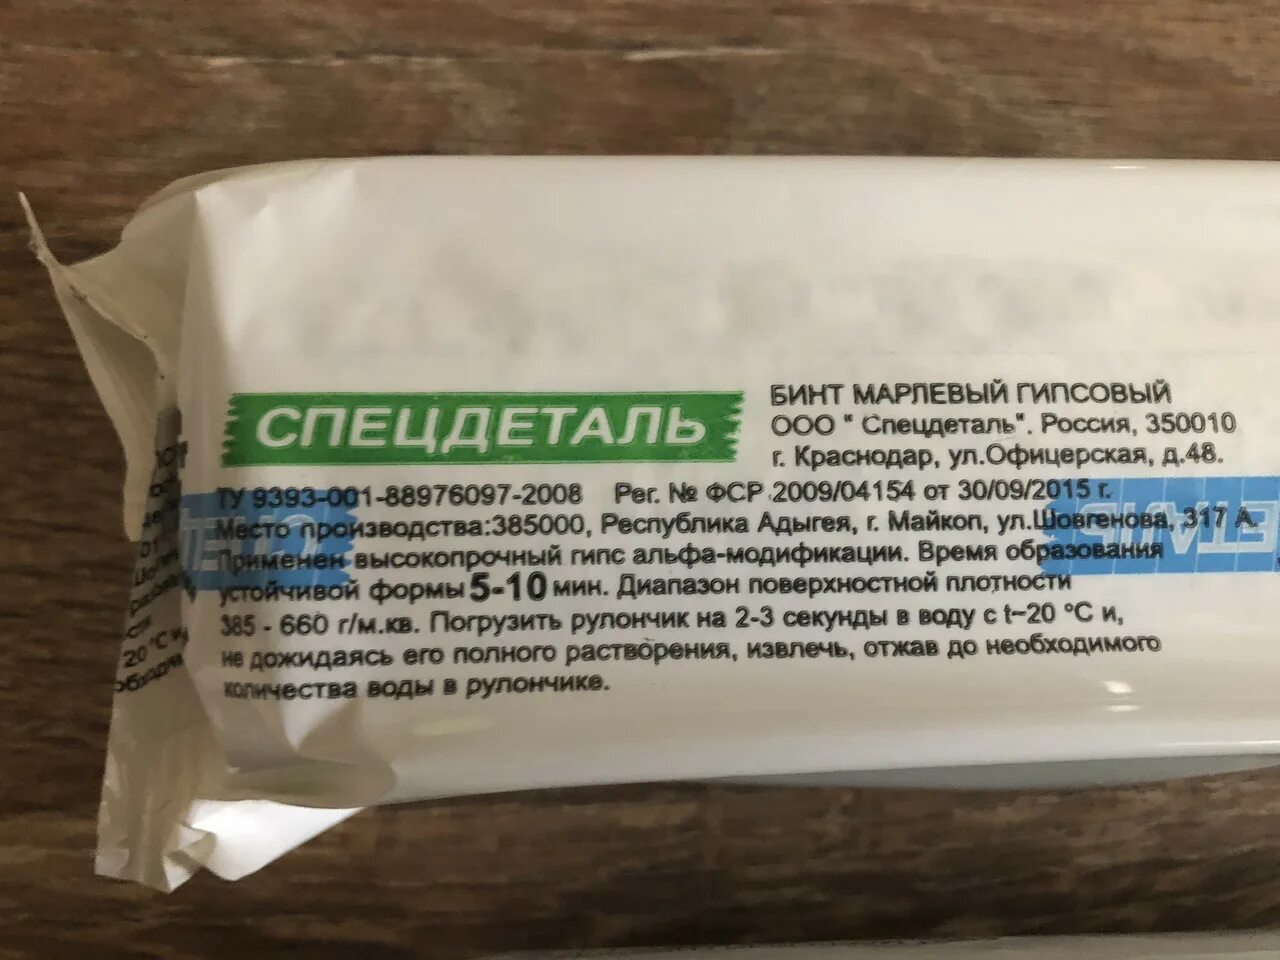 СПЕЦДЕТАЛЬ
БИНТ МАРЛЕВЫЙ ГИПСОВЫЙ
ООО " Спецдеталь". Россия, 350010
г. Краснодар, ул.Офицерская, д.48.
ТУ 9393-001-88976097-2008 Рег. № ФСР 2009/04154 от 30/09/2015 г.
Место производства:385000, Республика Адыгея, г. Майкоп, ул.Шовгенова, 317 А.
Применен высокопрочный гипс альфа-модификации. Время образования
устойчивой формы 5-10 мин. Диапазон поверхностной плотности
385 - 660 г/м.кв. Погрузить рулончик на 2-3 секунды в воду с t~20 °С и,
не дожидаясь его полного растворения, извлечь, отжав до необходимого
количества воды в рулончике.
20°С и